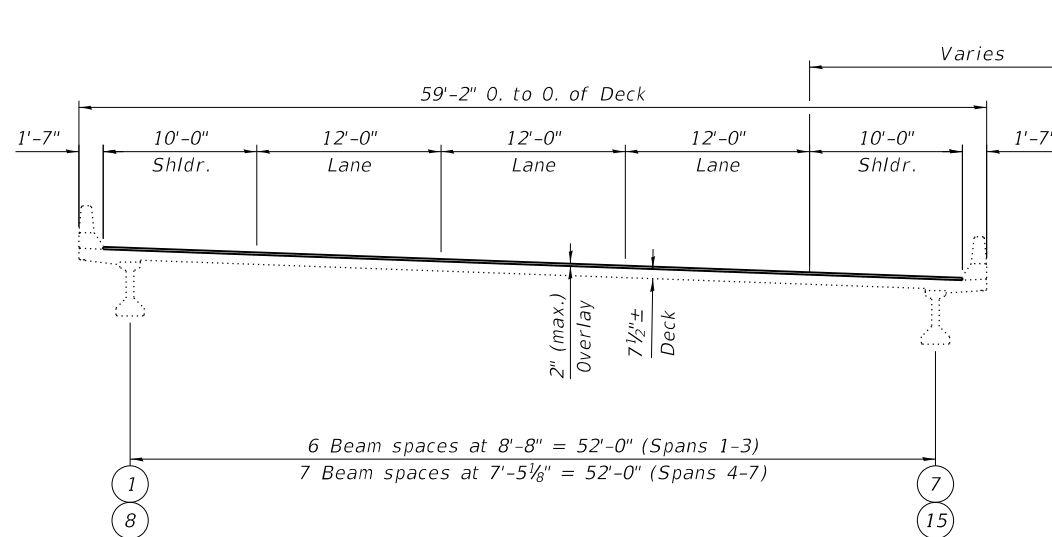 Varies
59'-2" O. to O. of Deck
1'-7" 10'-0" 12'-0" 12'-0" 12'-0" 10'-0" 1'-7"
Shldr. Lane Lane Lane Shldr.
2" (max.)
Overlay
7½"±
Deck
6 Beam spaces at 8'-8" = 52'-0" (Spans 1-3)
7 Beam spaces at 7'-5⅛" = 52'-0" (Spans 4-7)
1 7
8 15